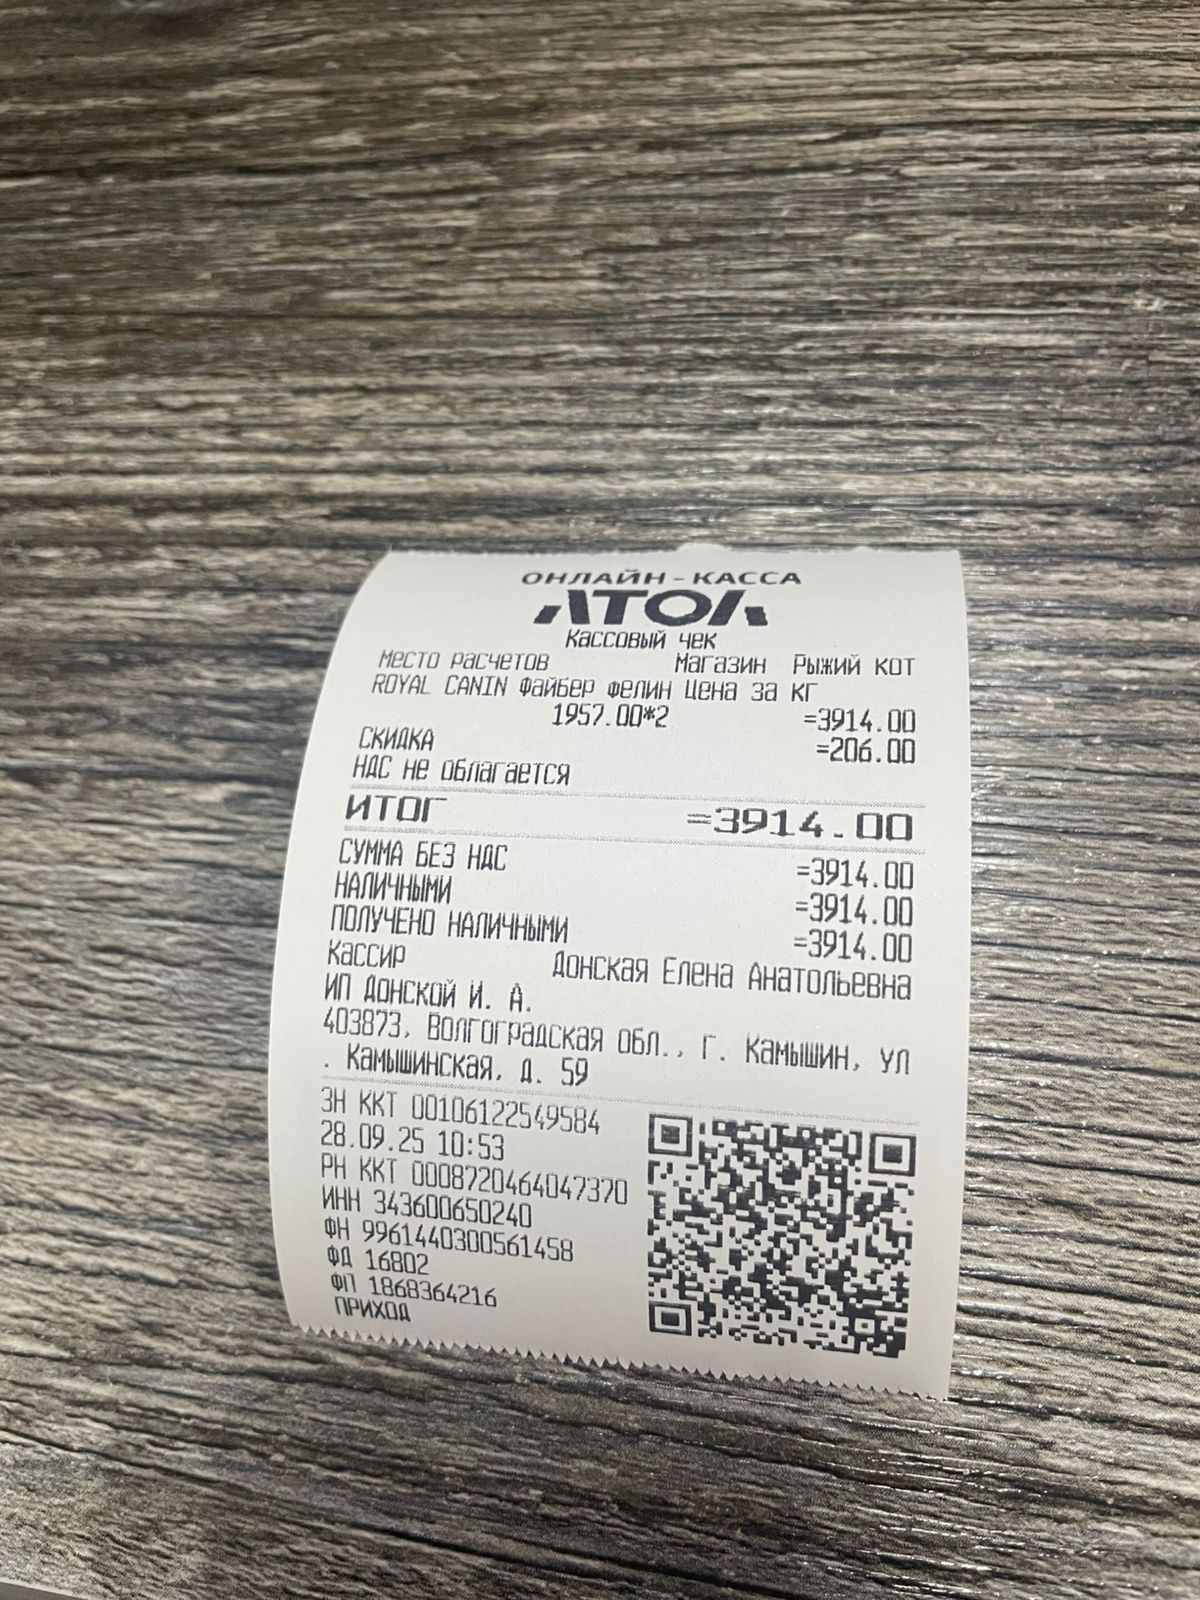 ОНЛАЙН-КАССА
АТОЛ
Кассовый чек
Место расчетов Магазин Рыжий кот
ROYAL CANIN Файбер фелин Цена за кг
1957.00*2 =3914.00
СКИДКА =206.00
НДС не облагается
ИТОГ =3914.00
СУММА БЕЗ НДС =3914.00
НАЛИЧНЫМИ =3914.00
ПОЛУЧЕНО НАЛИЧНЫМИ =3914.00
Кассир Донская Елена Анатольевна
ИП Донской И. А.
403873, Волгоградская обл., г. Камышин, ул
. Камышинская, д. 59
ЗН ККТ 00106122549584
28.09.25 10:53
РН ККТ 0008720464047370
ИНН 343600650240
ФН 9961440300561458
ФД 16802
ФП 1868364216
ПРИХОД